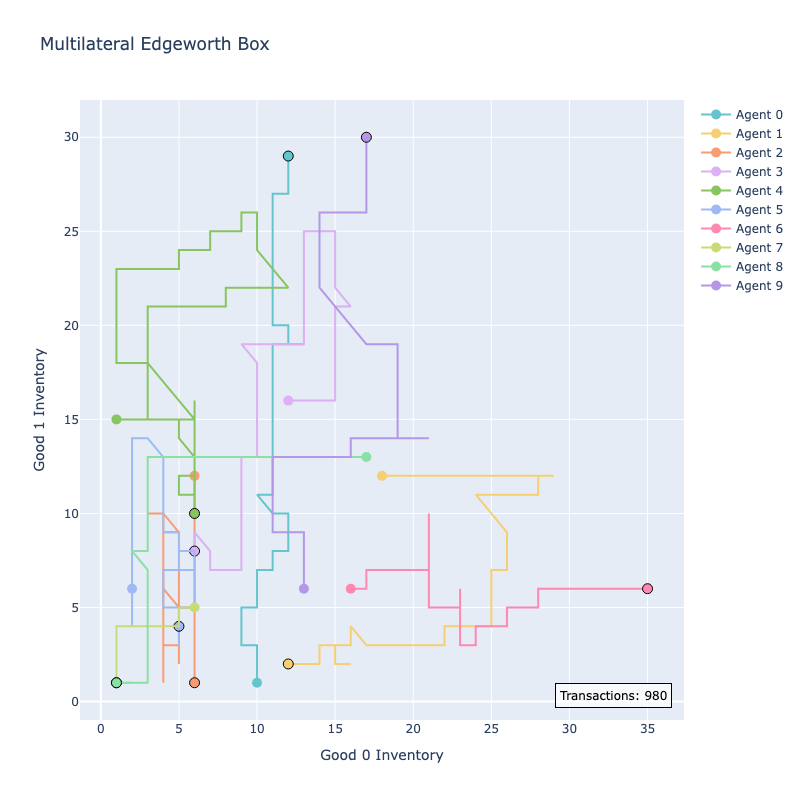 Multilateral Edgeworth Box
Agent 0
Agent 1
Agent 2
Agent 3
Agent 4
Agent 5
Agent 6
Agent 7
Agent 8
Agent 9
Good 1 Inventory
30
25
20
15
10
5
0
Transactions: 980
0 5 10 15 20 25 30 35
Good 0 Inventory